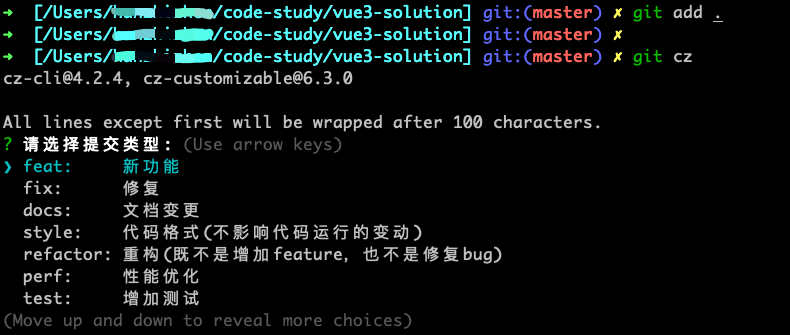 ➜ [/Users/ /code-study/vue3-solution] git:(master) ✗ git add .
➜ [/Users/ /code-study/vue3-solution] git:(master) ✗
➜ [/Users/ /code-study/vue3-solution] git:(master) ✗ git cz
cz-cli@4.2.4, cz-customizable@6.3.0
All lines except first will be wrapped after 100 characters.
? 请选择提交类型: (Use arrow keys)
❯ feat: 新功能
fix: 修复
docs: 文档变更
style: 代码格式(不影响代码运行的变动)
refactor: 重构(既不是增加feature, 也不是修复bug)
perf: 性能优化
test: 增加测试
(Move up and down to reveal more choices)